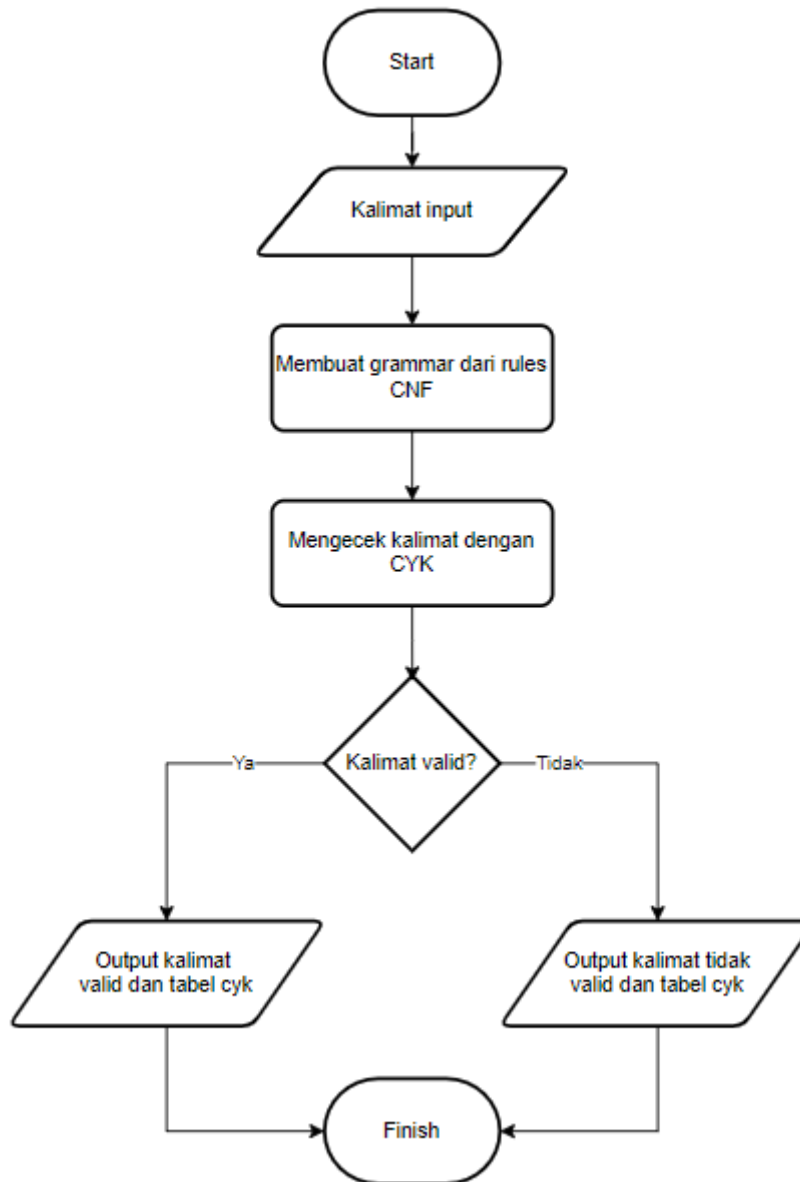 Start
Kalimat input
Membuat grammar dari rules
CNF
Mengecek kalimat dengan
CYK
Kalimat valid?
Ya
Tidak
Output kalimat
valid dan tabel cyk
Output kalimat tidak
valid dan tabel cyk
Finish